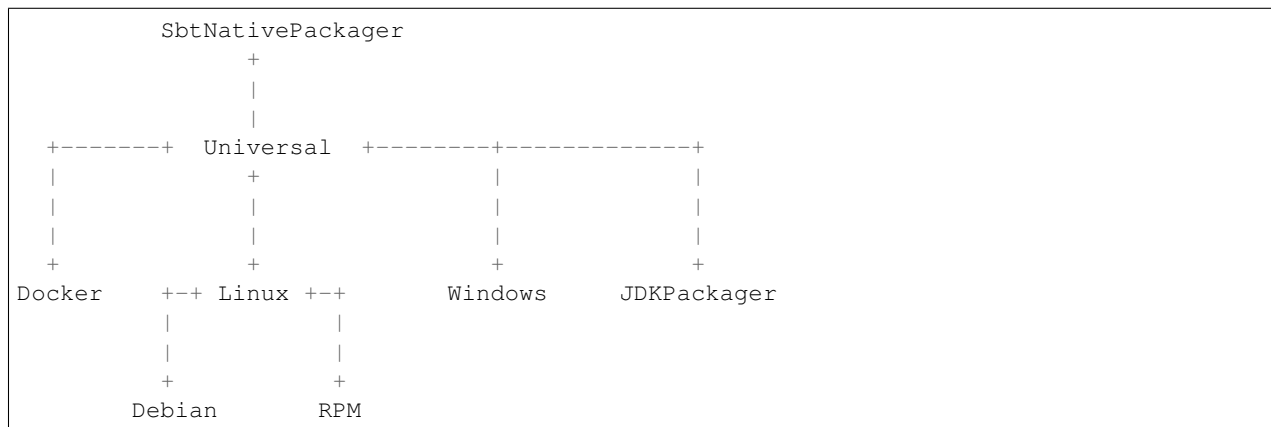 SbtNativePackager
+
|
|
+-------+ Universal +--------+-------------+
| + | |
| | | |
| | | |
+ + + +
Docker +-+ Linux +-+ Windows JDKPackager
| |
| |
+ +
Debian RPM